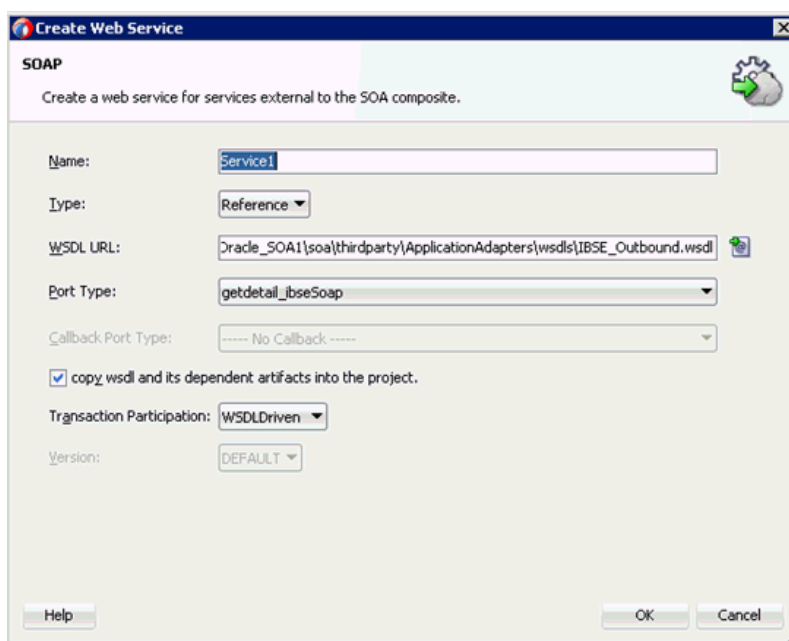 Create Web Service
SOAP
Create a web service for services external to the SOA composite.
Name: Service1
Type: Reference
WSDL URL: Oracle_SOA1\soa\thirdparty\ApplicationAdapters\wsdls\IBSE_Outbound.wsdl
Port Type: getdetail_ibseSoap
Callback Port Type: ----- No Callback -----
copy wsdl and its dependent artifacts into the project.
Transaction Participation: WSDLDriven
Version: DEFAULT
Help OK Cancel